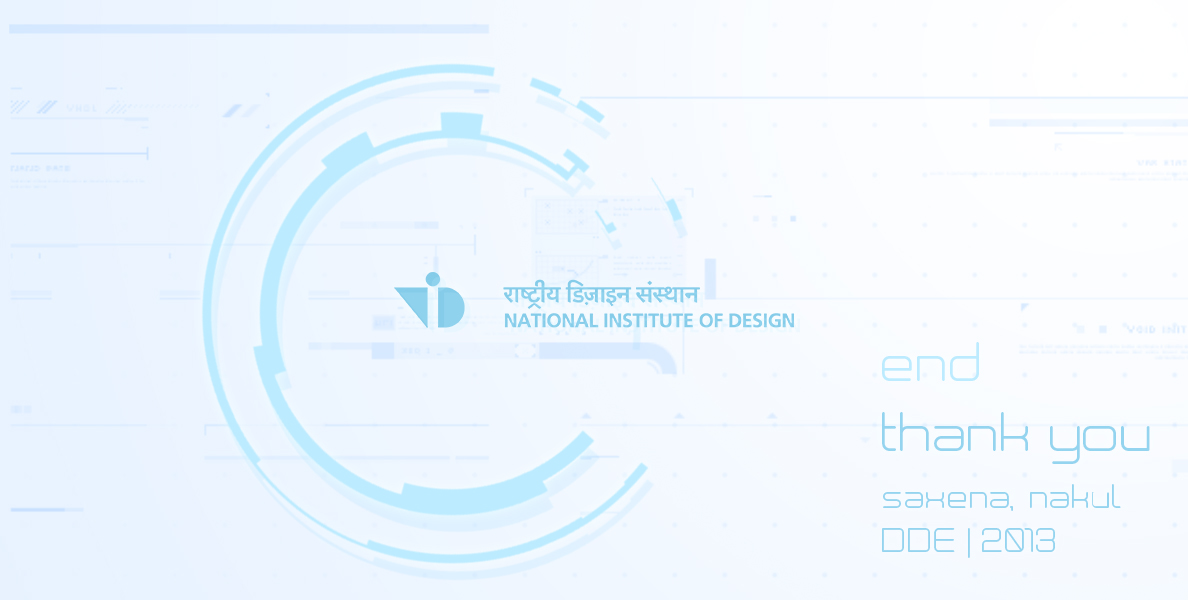 राष्ट्रीय डिज़ाइन संस्थान
NATIONAL INSTITUTE OF DESIGN
end
thank you
saxena, nakul
DDE | 2013